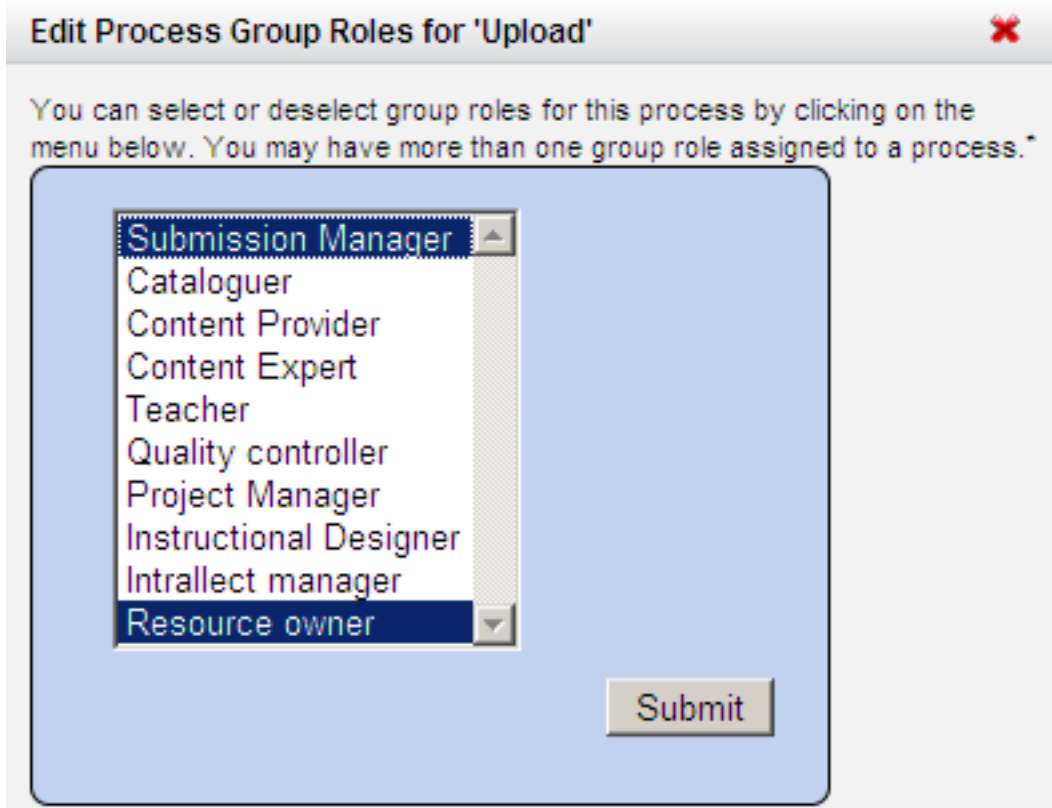 Edit Process Group Roles for 'Upload'
You can select or deselect group roles for this process by clicking on the
menu below. You may have more than one group role assigned to a process.*
Submission Manager
Cataloguer
Content Provider
Content Expert
Teacher
Quality controller
Project Manager
Instructional Designer
Intrallect manager
Resource owner
Submit